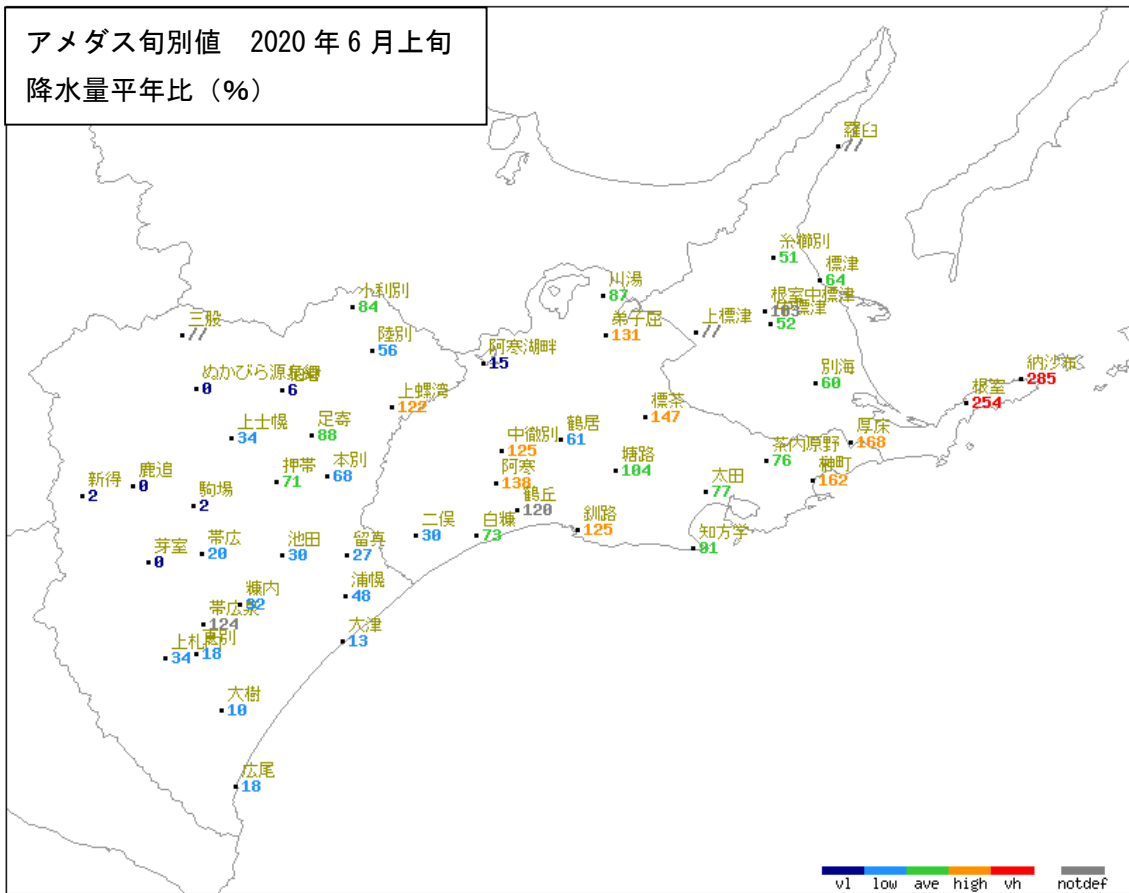 アメダス旬別値　2020年6月上旬
降水量平年比（%）
羅臼
//
糸櫛別
51
標津
64
川湯
87
根室中標津
103
52
小利別
84
三股
//
弟子屈
131
上標津
//
陸別
56
阿寒湖畔
15
ぬかびら源泉郷
0
6
別海
60
納沙布
285
根室
254
上螺湾
122
標茶
147
上士幌
34
足寄
88
中徹別
125
鶴居
61
厚床
168
茶内原野
76
榊町
162
新得
2
鹿追
0
駒場
2
押帯
71
本別
68
阿寒
138
塘路
104
太田
77
鶴丘
120
二俣
30
白糠
73
釧路
125
知方学
91
芽室
0
帯広
20
池田
30
留真
27
浦幌
48
糠内
帯広泉
124
上札
34
18
大津
13
大樹
10
広尾
18
vl low ave high vh notdef